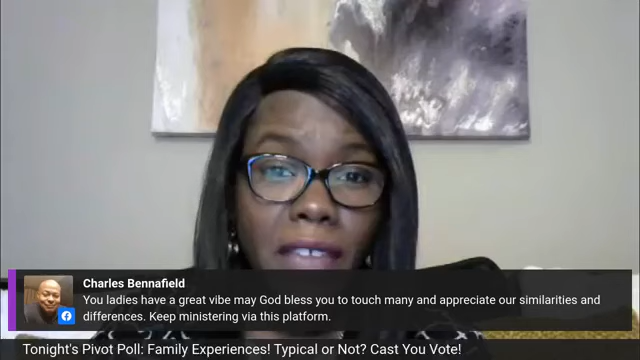 Charles Bennafield
You ladies have a great vibe may God bless you to touch many and appreciate our similarities and
differences. Keep ministering via this platform.
Tonight's Pivot Poll: Family Experiences! Typical or Not? Cast You Vote!